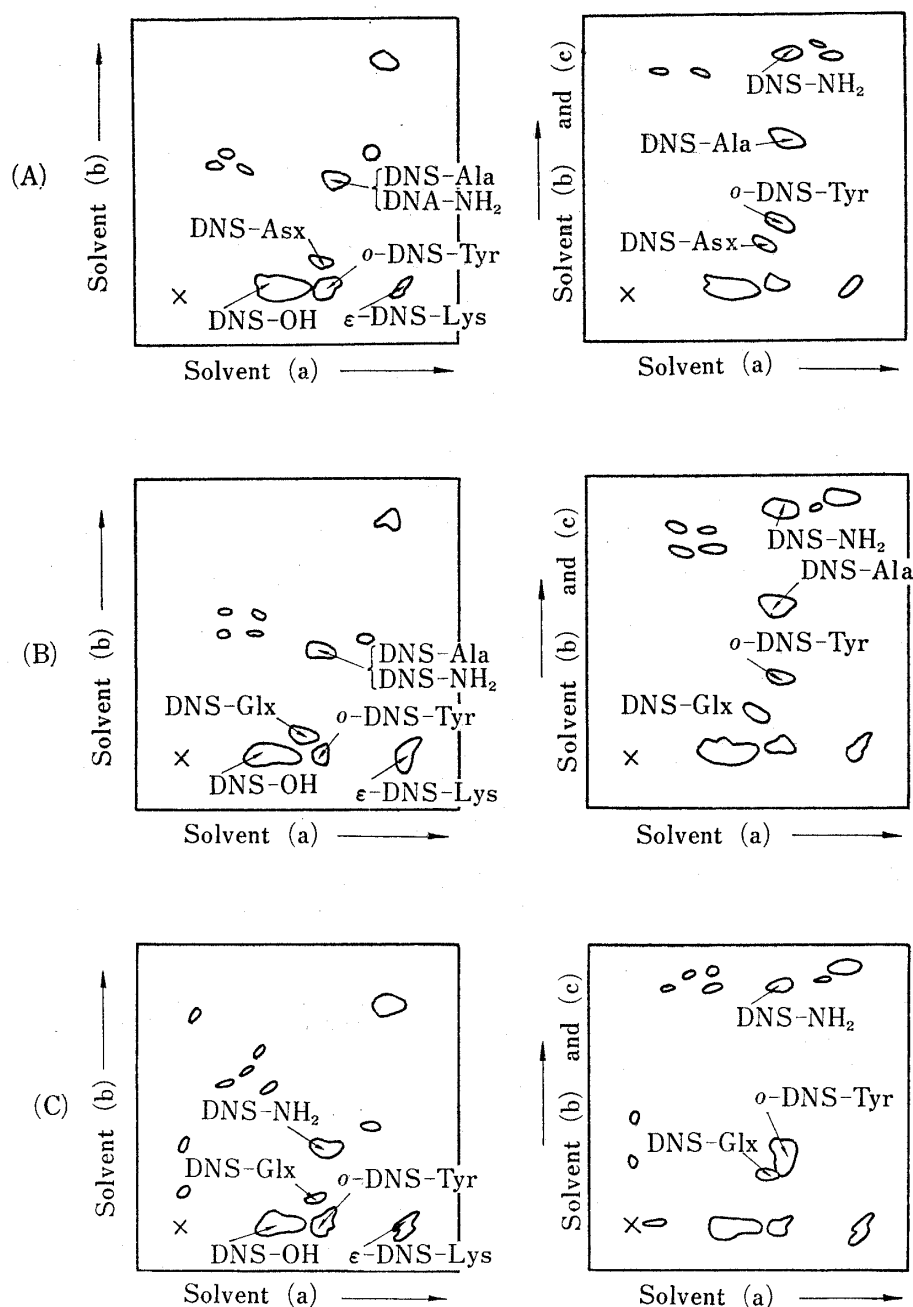 (A)
Solvent (b)
DNS-Ala
DNA-NH₂
DNS-Asx
o-DNS-Tyr
×
DNS-OH
ε-DNS-Lys
Solvent (a)
Solvent (b) and (c)
DNS-NH₂
DNS-Ala
o-DNS-Tyr
DNS-Asx
×
Solvent (a)
(B)
Solvent (b)
DNS-Ala
DNS-NH₂
DNS-Glx
o-DNS-Tyr
×
DNS-OH
ε-DNS-Lys
Solvent (a)
Solvent (b) and (c)
DNS-NH₂
DNS-Ala
o-DNS-Tyr
DNS-Glx
×
Solvent (a)
(C)
Solvent (b)
DNS-NH₂
DNS-Glx
o-DNS-Tyr
×
DNS-OH
ε-DNS-Lys
Solvent (a)
Solvent (b) and (c)
DNS-NH₂
o-DNS-Tyr
DNS-Glx
×
Solvent (a)